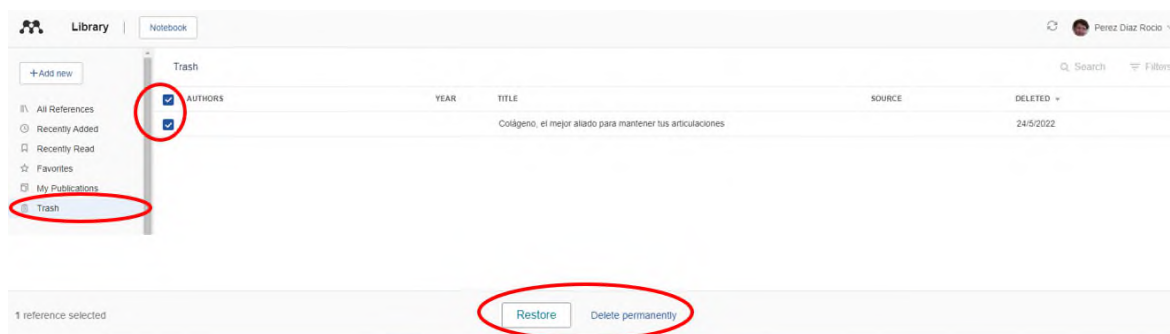 Library | Notebook Perez Diaz Rocio
+Add new Trash Search Filters
AUTHORS YEAR TITLE SOURCE DELETED
All References
Colágeno, el mejor aliado para mantener tus articulaciones 24/5/2022
Recently Added
Recently Read
Favorites
My Publications
Trash
1 reference selected Restore Delete permanently